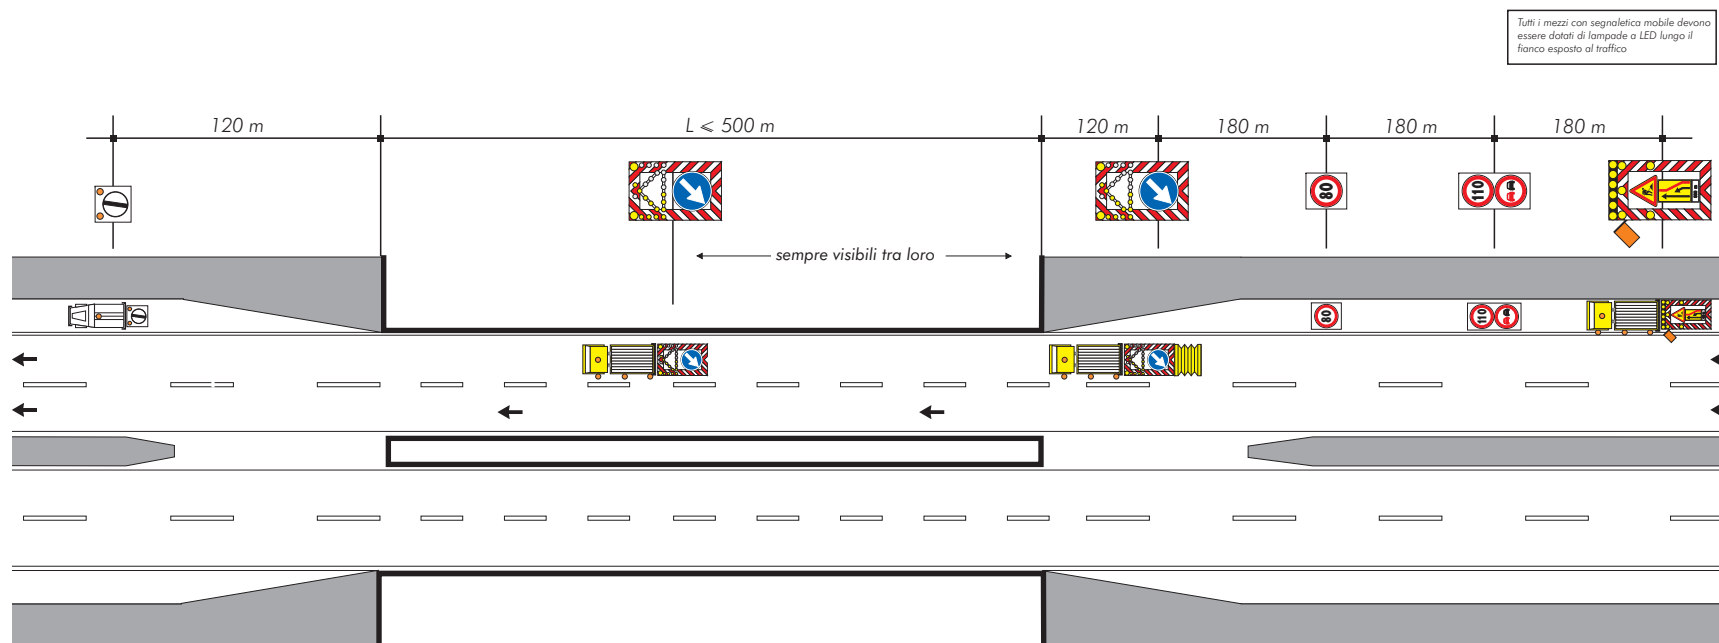 Tutti i mezzi con segnaletica mobile devono
essere dotati di lampade a LED lungo il
fianco esposto al traffico
120 m
L ⩽ 500 m
120 m
180 m
180 m
180 m
80
110
sempre visibili tra loro
80
110